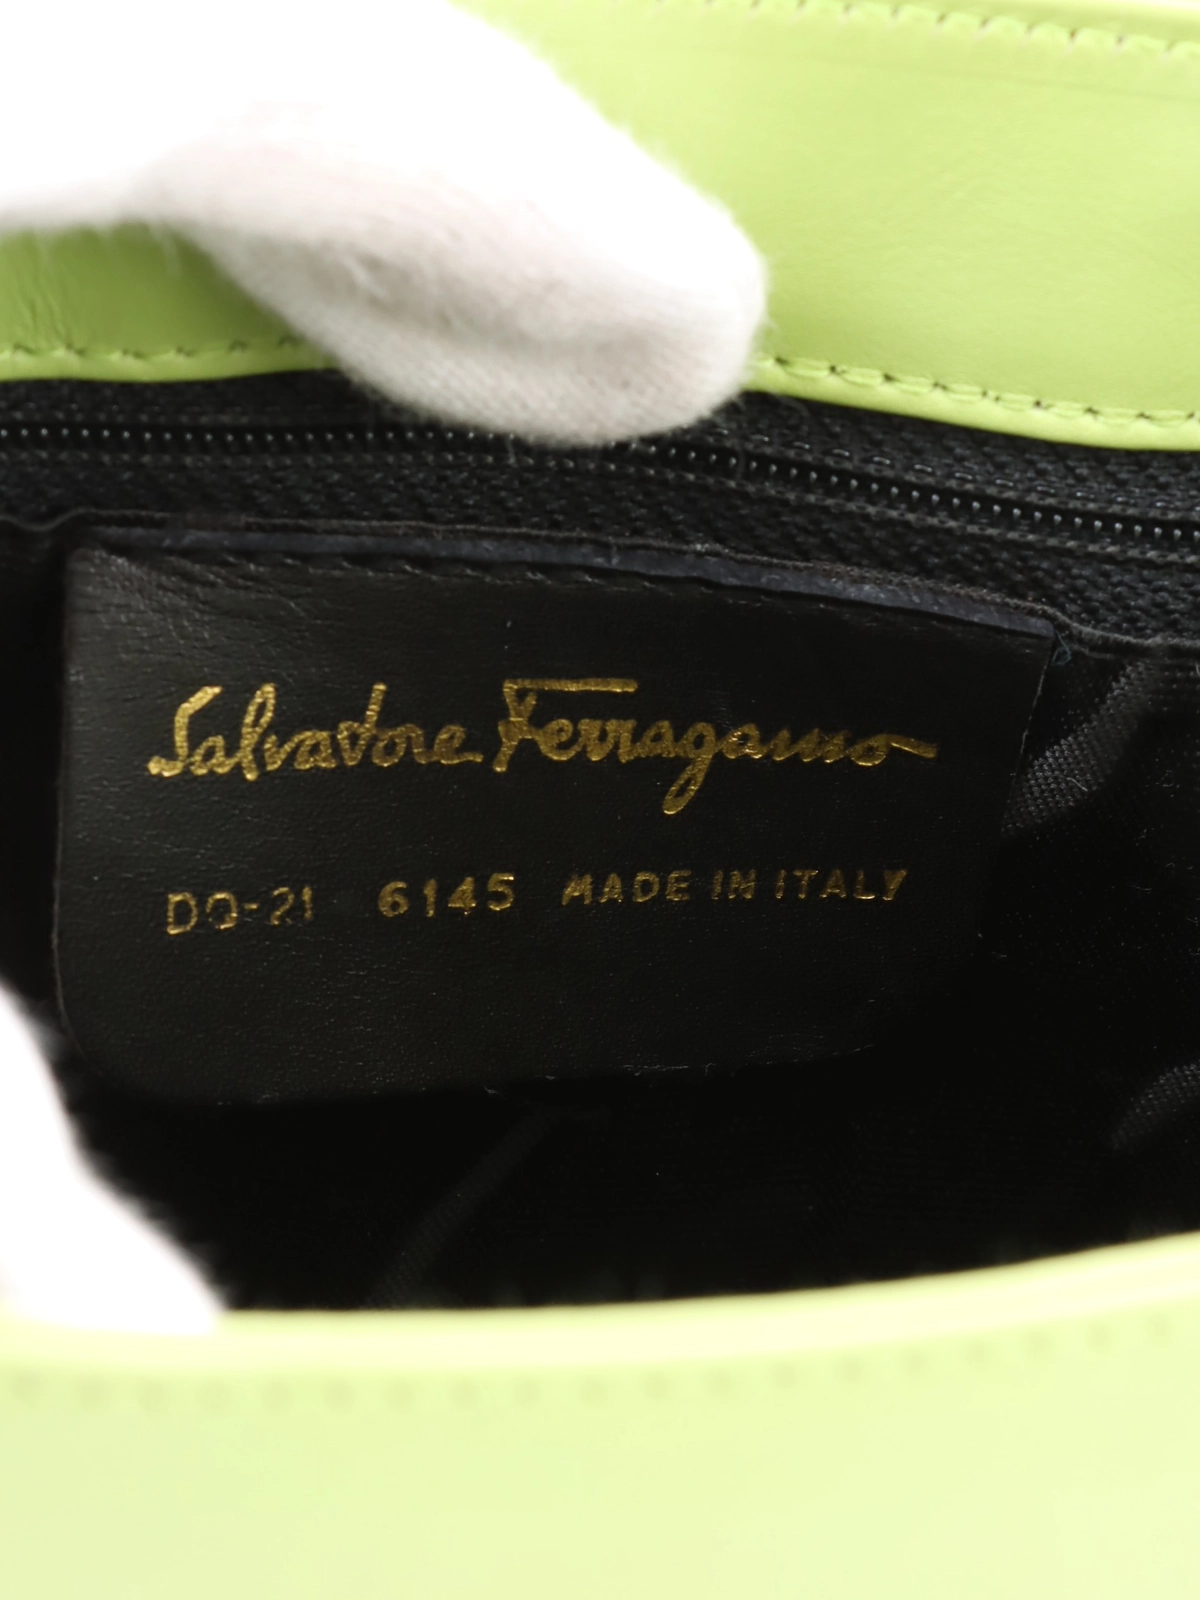 Salvatore Ferragamo
DQ-21 6145 MADE IN ITALY